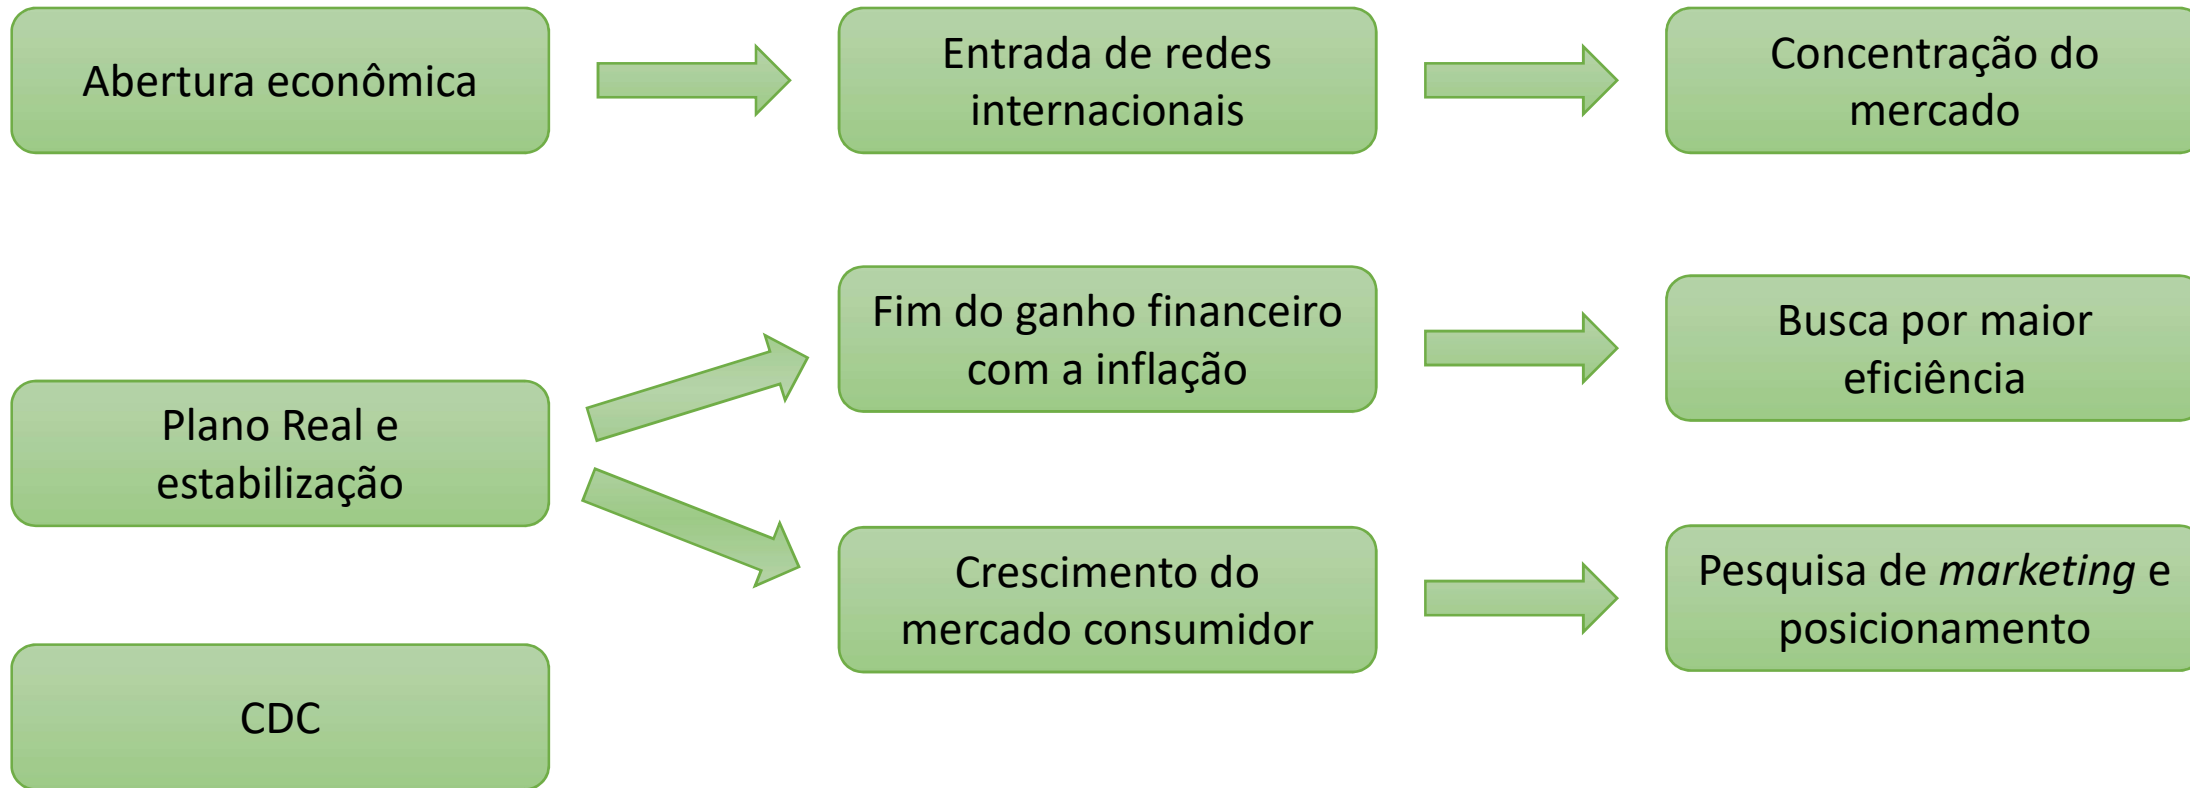 Abertura econômica
Entrada de redes
internacionais
Concentração do
mercado
Plano Real e
estabilização
Fim do ganho financeiro
com a inflação
Busca por maior
eficiência
Crescimento do
mercado consumidor
Pesquisa de marketing e
posicionamento
CDC